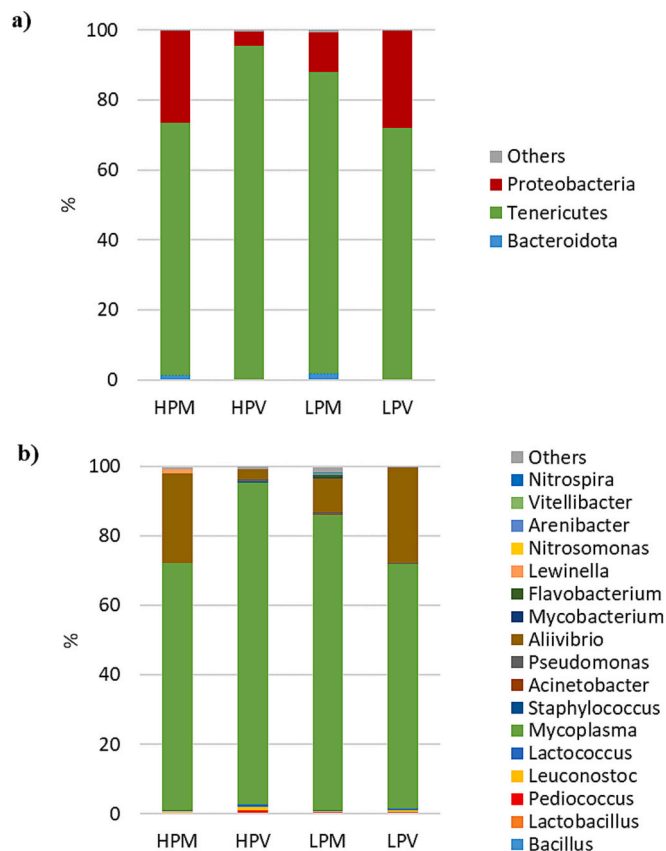 a)
100
80
60
40
20
0
%
HPM HPV LPM LPV
Others
Proteobacteria
Tenericutes
Bacteroidota
b)
100
80
60
40
20
0
%
HPM HPV LPM LPV
Others
Nitrospira
Vitellibacter
Arenibacter
Nitrosomonas
Lewinella
Flavobacterium
Mycobacterium
Aliivibrio
Pseudomonas
Acinetobacter
Staphylococcus
Mycoplasma
Lactococcus
Leuconostoc
Pediococcus
Lactobacillus
Bacillus